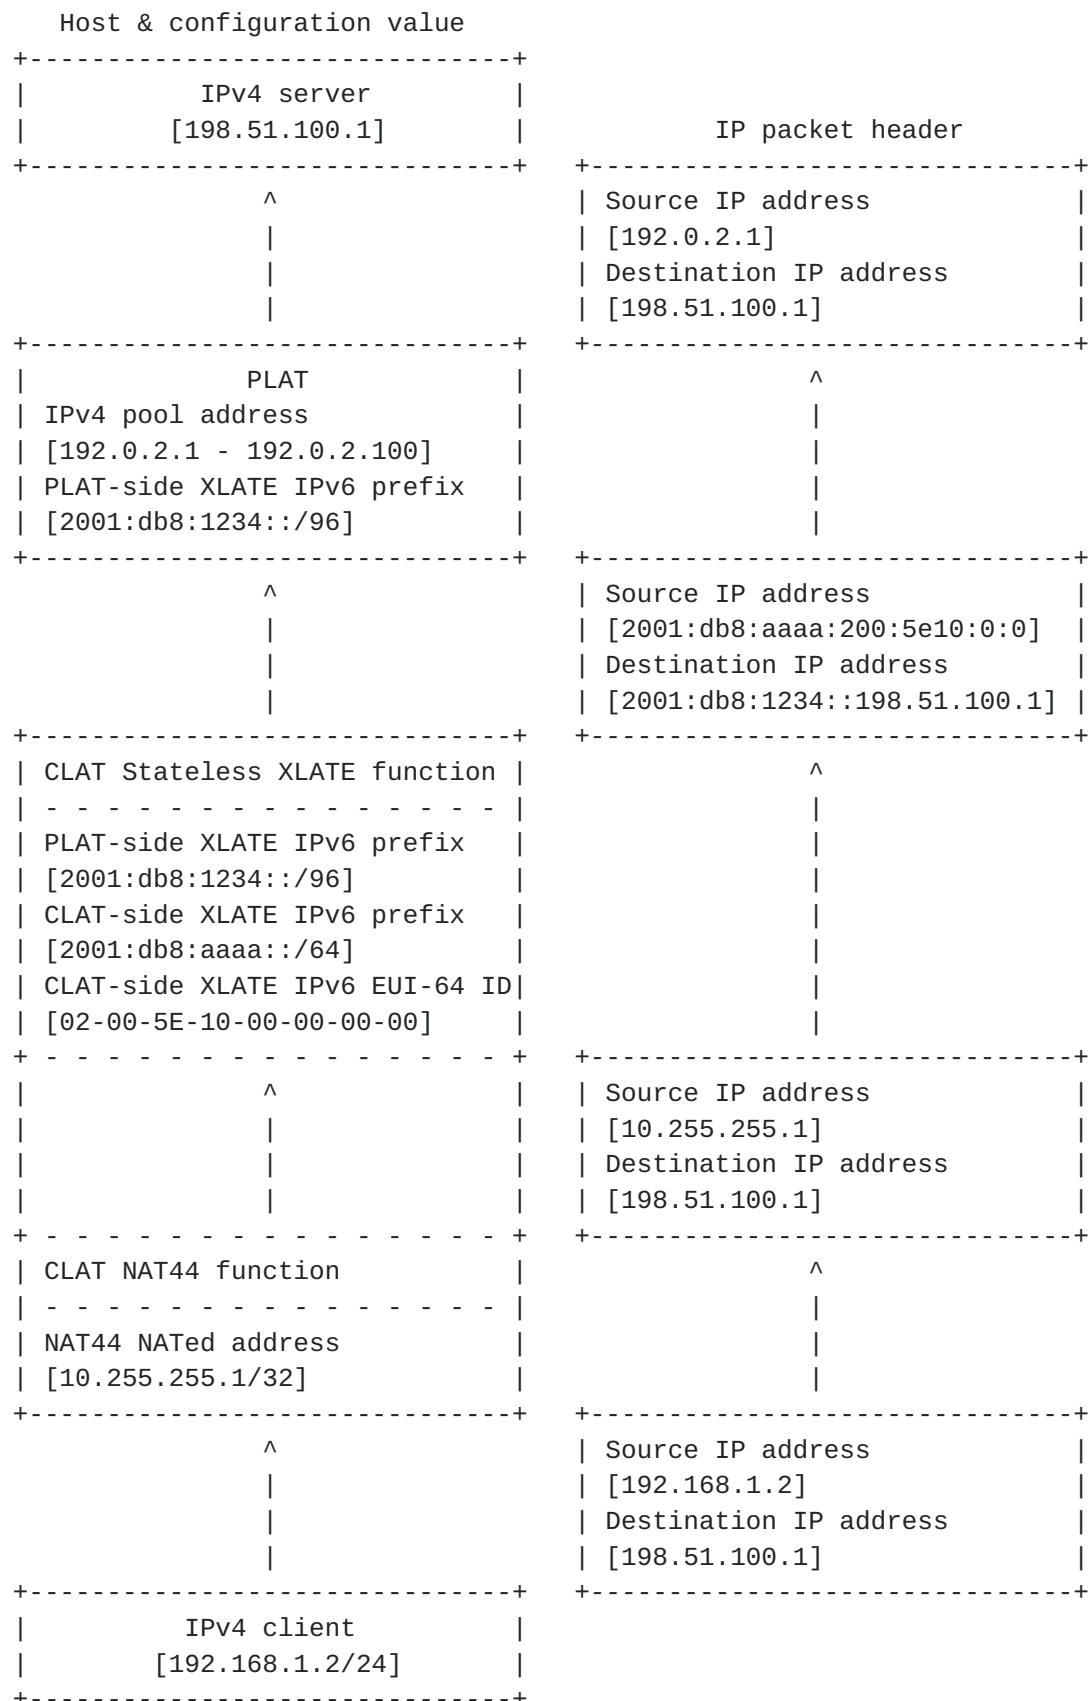 Host & configuration value
+-------------------------------+
|           IPv4 server         |
|         [198.51.100.1]        |            IP packet header
+-------------------------------+   +-------------------------------+
                ^                   | Source IP address             |
                |                   | [192.0.2.1]                   |
                |                   | Destination IP address        |
                |                   | [198.51.100.1]                |
+-------------------------------+   +-------------------------------+
|              PLAT             |                  ^
| IPv4 pool address             |                  |
| [192.0.2.1 - 192.0.2.100]     |                  |
| PLAT-side XLATE IPv6 prefix   |                  |
| [2001:db8:1234::/96]          |                  |
+-------------------------------+   +-------------------------------+
                ^                   | Source IP address             |
                |                   | [2001:db8:aaaa:200:5e10:0:0]  |
                |                   | Destination IP address        |
                |                   | [2001:db8:1234::198.51.100.1] |
+-------------------------------+   +-------------------------------+
| CLAT Stateless XLATE function |                  ^
| - - - - - - - - - - - - - - - |                  |
| PLAT-side XLATE IPv6 prefix   |                  |
| [2001:db8:1234::/96]          |                  |
| CLAT-side XLATE IPv6 prefix   |                  |
| [2001:db8:aaaa::/64]          |                  |
| CLAT-side XLATE IPv6 EUI-64 ID|                  |
| [02-00-5E-10-00-00-00-00]     |                  |
+ - - - - - - - - - - - - - - - +   +-------------------------------+
|               ^               |   | Source IP address             |
|               |               |   | [10.255.255.1]                |
|               |               |   | Destination IP address        |
|               |               |   | [198.51.100.1]                |
+ - - - - - - - - - - - - - - - +   +-------------------------------+
| CLAT NAT44 function           |                  ^
| - - - - - - - - - - - - - - - |                  |
| NAT44 NATed address           |                  |
| [10.255.255.1/32]             |                  |
+-------------------------------+   +-------------------------------+
                ^                   | Source IP address             |
                |                   | [192.168.1.2]                 |
                |                   | Destination IP address        |
                |                   | [198.51.100.1]                |
+-------------------------------+   +-------------------------------+
|          IPv4 client          |
|        [192.168.1.2/24]       |
+-------------------------------+